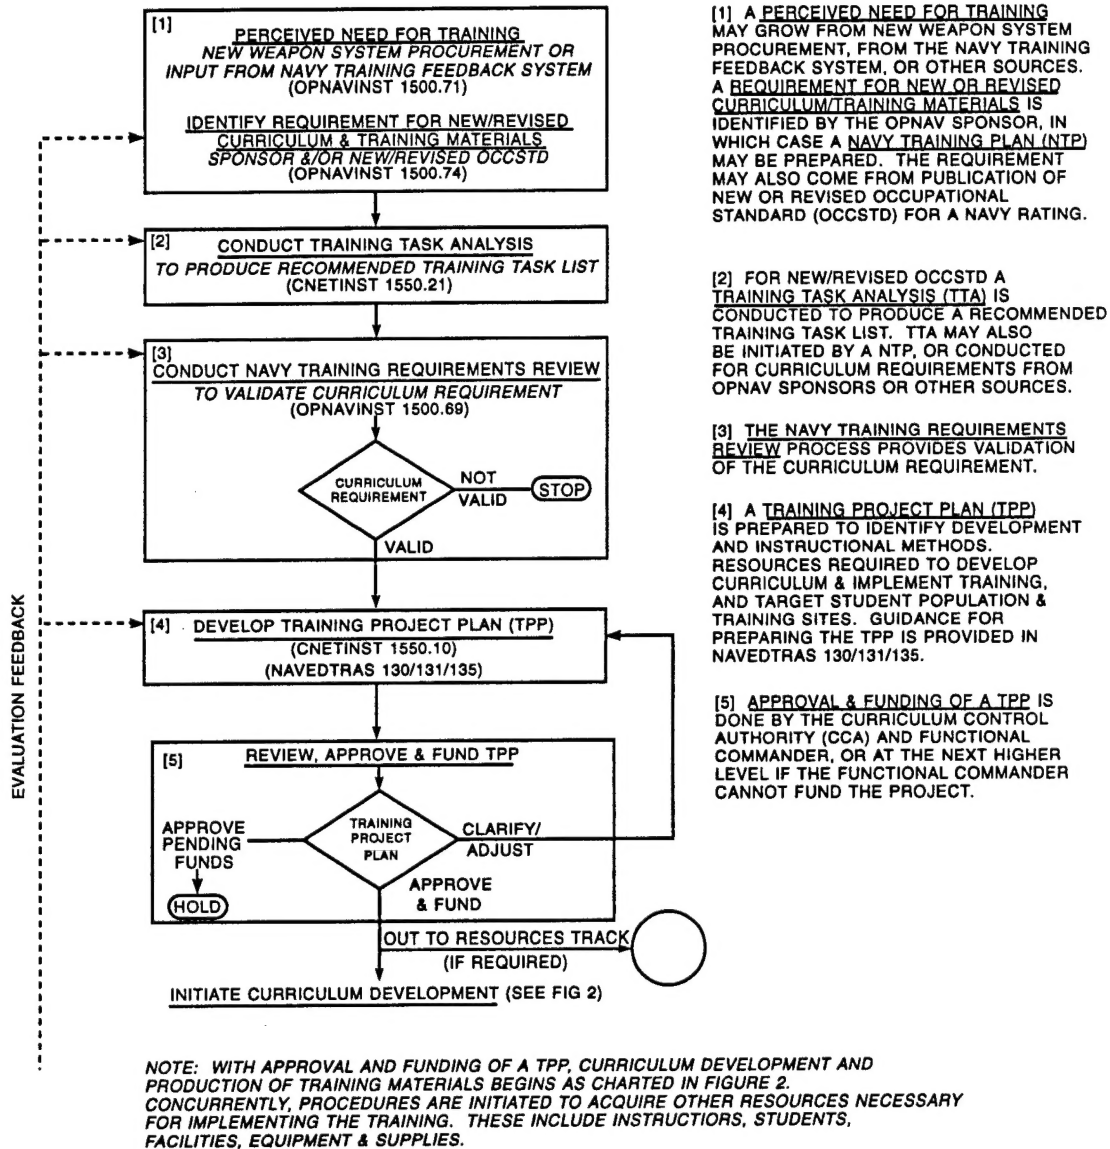 [1]
PERCEIVED NEED FOR TRAINING
NEW WEAPON SYSTEM PROCUREMENT OR
INPUT FROM NAVY TRAINING FEEDBACK SYSTEM
(OPNAVINST 1500.71)
IDENTIFY REQUIREMENT FOR NEW/REVISED
CURRICULUM & TRAINING MATERIALS
SPONSOR &/OR NEW/REVISED OCCSTD
(OPNAVINST 1500.74)
[2]
CONDUCT TRAINING TASK ANALYSIS
TO PRODUCE RECOMMENDED TRAINING TASK LIST
(CNETINST 1550.21)
[3]
CONDUCT NAVY TRAINING REQUIREMENTS REVIEW
TO VALIDATE CURRICULUM REQUIREMENT
(OPNAVINST 1500.69)
CURRICULUM
REQUIREMENT
NOT
VALID
STOP
VALID
[4] DEVELOP TRAINING PROJECT PLAN (TPP)
(CNETINST 1550.10)
(NAVEDTRAS 130/131/135)
[5]
REVIEW, APPROVE & FUND TPP
TRAINING
PROJECT
PLAN
APPROVE
PENDING
FUNDS
HOLD
CLARIFY/
ADJUST
APPROVE
& FUND
OUT TO RESOURCES TRACK
(IF REQUIRED)
INITIATE CURRICULUM DEVELOPMENT (SEE FIG 2)
EVALUATION FEEDBACK
[1] A PERCEIVED NEED FOR TRAINING
MAY GROW FROM NEW WEAPON SYSTEM
PROCUREMENT, FROM THE NAVY TRAINING
FEEDBACK SYSTEM, OR OTHER SOURCES.
A REQUIREMENT FOR NEW OR REVISED
CURRICULUM/TRAINING MATERIALS IS
IDENTIFIED BY THE OPNAV SPONSOR, IN
WHICH CASE A NAVY TRAINING PLAN (NTP)
MAY BE PREPARED. THE REQUIREMENT
MAY ALSO COME FROM PUBLICATION OF
NEW OR REVISED OCCUPATIONAL
STANDARD (OCCSTD) FOR A NAVY RATING.
[2] FOR NEW/REVISED OCCSTD A
TRAINING TASK ANALYSIS (TTA) IS
CONDUCTED TO PRODUCE A RECOMMENDED
TRAINING TASK LIST. TTA MAY ALSO
BE INITIATED BY A NTP, OR CONDUCTED
FOR CURRICULUM REQUIREMENTS FROM
OPNAV SPONSORS OR OTHER SOURCES.
[3] THE NAVY TRAINING REQUIREMENTS
REVIEW PROCESS PROVIDES VALIDATION
OF THE CURRICULUM REQUIREMENT.
[4] A TRAINING PROJECT PLAN (TPP)
IS PREPARED TO IDENTIFY DEVELOPMENT
AND INSTRUCTIONAL METHODS.
RESOURCES REQUIRED TO DEVELOP
CURRICULUM & IMPLEMENT TRAINING,
AND TARGET STUDENT POPULATION &
TRAINING SITES. GUIDANCE FOR
PREPARING THE TPP IS PROVIDED IN
NAVEDTRAS 130/131/135.
[5] APPROVAL & FUNDING OF A TPP IS
DONE BY THE CURRICULUM CONTROL
AUTHORITY (CCA) AND FUNCTIONAL
COMMANDER, OR AT THE NEXT HIGHER
LEVEL IF THE FUNCTIONAL COMMANDER
CANNOT FUND THE PROJECT.
NOTE: WITH APPROVAL AND FUNDING OF A TPP, CURRICULUM DEVELOPMENT AND
PRODUCTION OF TRAINING MATERIALS BEGINS AS CHARTED IN FIGURE 2.
CONCURRENTLY, PROCEDURES ARE INITIATED TO ACQUIRE OTHER RESOURCES NECESSARY
FOR IMPLEMENTING THE TRAINING. THESE INCLUDE INSTRUCTIORS, STUDENTS,
FACILITIES, EQUIPMENT & SUPPLIES.